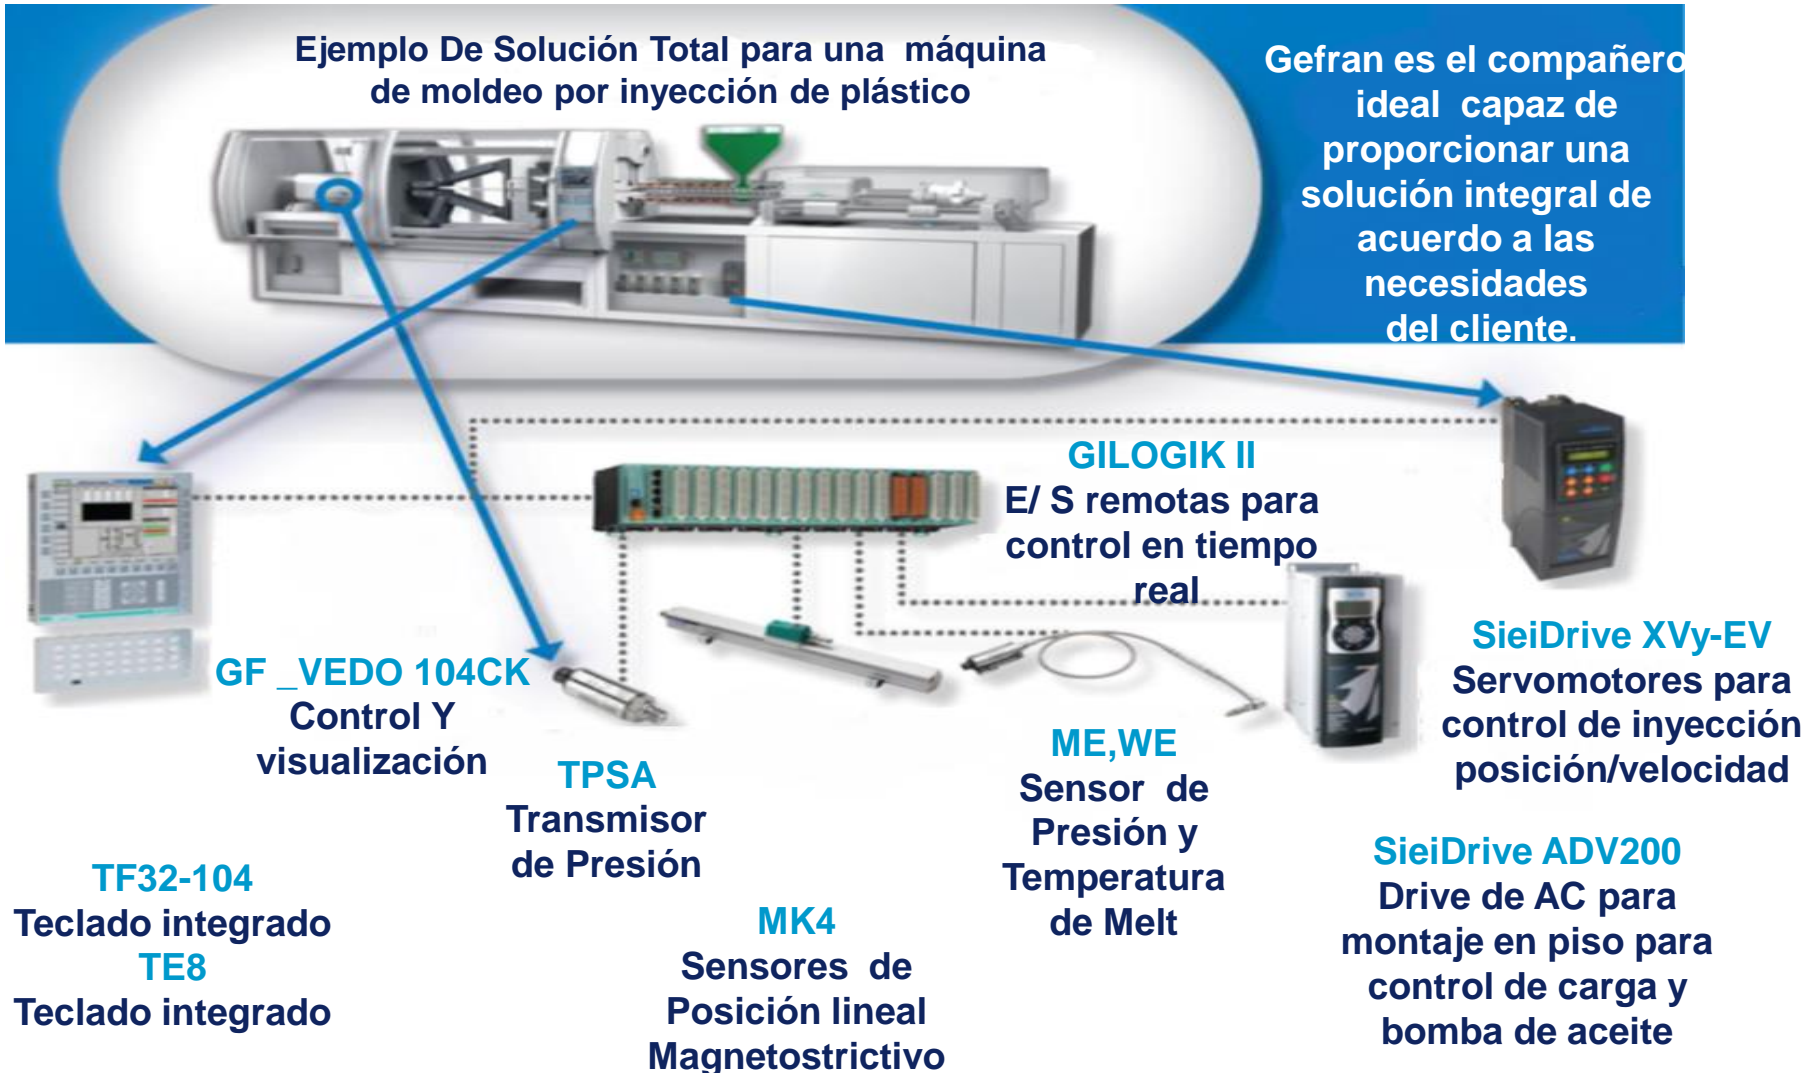 Ejemplo De Solución Total para una máquina
de moldeo por inyección de plástico
Gefran es el compañero
ideal capaz de
proporcionar una
solución integral de
acuerdo a las
necesidades
del cliente.
GILOGIK II
E/ S remotas para
control en tiempo
real
GF _VEDO 104CK
Control Y
visualización
TPSA
Transmisor
de Presión
ME,WE
Sensor de
Presión y
Temperatura
de Melt
SieiDrive XVy-EV
Servomotores para
control de inyección
posición/velocidad
TF32-104
Teclado integrado
TE8
Teclado integrado
MK4
Sensores de
Posición lineal
Magnetostrictivo
SieiDrive ADV200
Drive de AC para
montaje en piso para
control de carga y
bomba de aceite